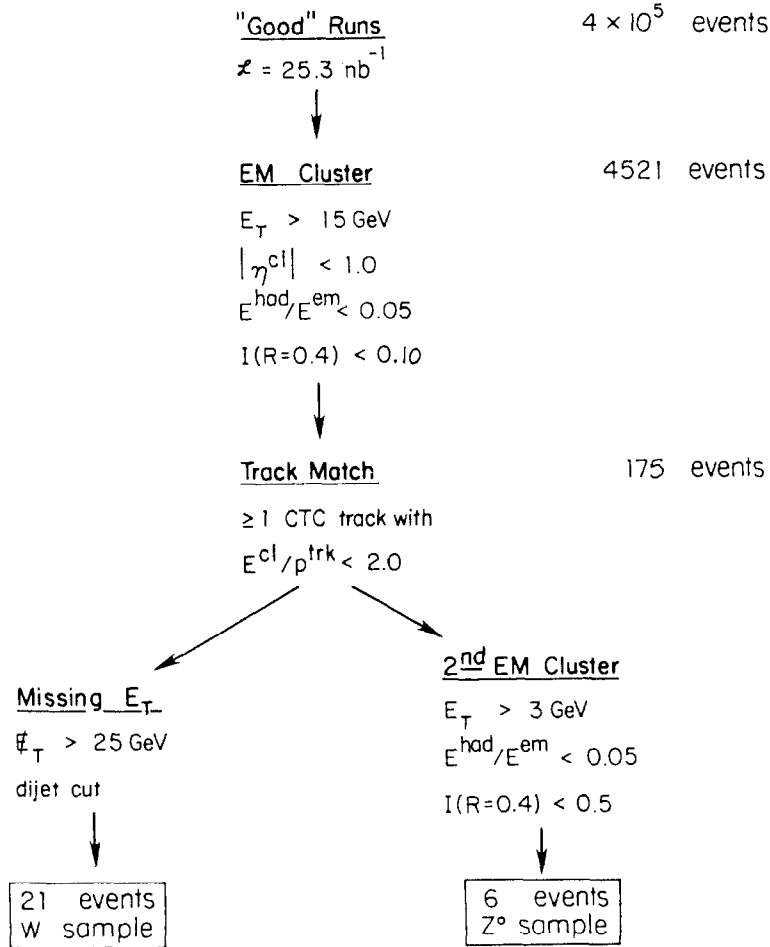 "Good" Runs
4 × 10⁵ events
ℒ = 25.3 nb⁻¹
EM Cluster
4521 events
E_T > 15 GeV
|η^cl| < 1.0
E^had/E^em < 0.05
I(R=0.4) < 0.10
Track Match
175 events
≥ 1 CTC track with
E^cl/p^trk < 2.0
Missing E_T
E̸_T > 25 GeV
dijet cut
21 events
W sample
2nd EM Cluster
E_T > 3 GeV
E^had/E^em < 0.05
I(R=0.4) < 0.5
6 events
Z° sample